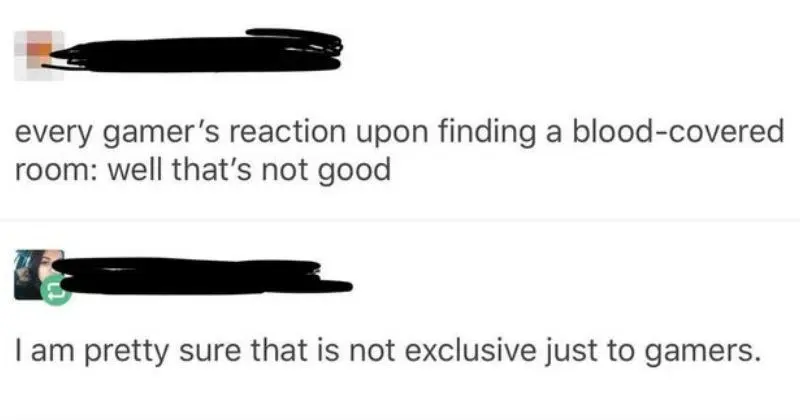 every gamer's reaction upon finding a blood-covered
room: well that's not good
I am pretty sure that is not exclusive just to gamers.